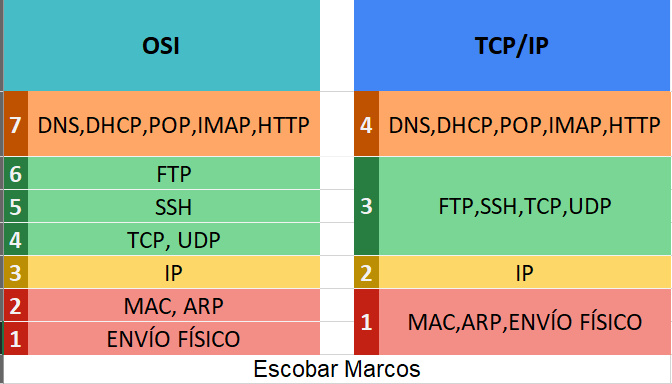 OSI TCP/IP
7 DNS,DHCP,POP,IMAP,HTTP 4 DNS,DHCP,POP,IMAP,HTTP
6 FTP
5 SSH 3 FTP,SSH,TCP,UDP
4 TCP, UDP
3 IP 2 IP
2 MAC, ARP
1 MAC,ARP,ENVÍO FÍSICO
1 ENVÍO FÍSICO
Escobar Marcos